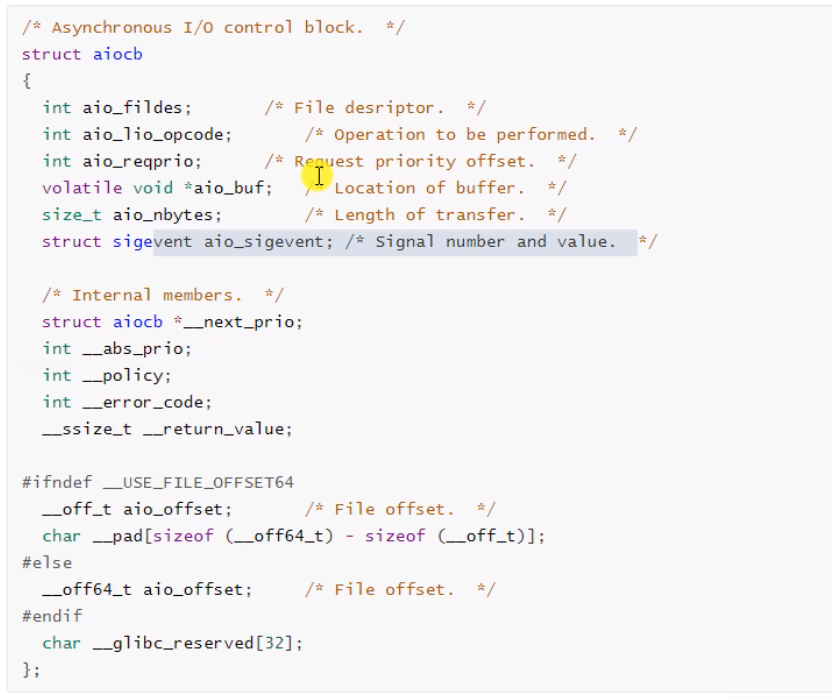 /* Asynchronous I/O control block.  */
struct aiocb
{
  int aio_fildes;		/* File desriptor.  */
  int aio_lio_opcode;		/* Operation to be performed.  */
  int aio_reqprio;		/* Request priority offset.  */
  volatile void *aio_buf;	/* Location of buffer.  */
  size_t aio_nbytes;		/* Length of transfer.  */
  struct sigevent aio_sigevent;	/* Signal number and value.  */

  /* Internal members.  */
  struct aiocb *__next_prio;
  int __abs_prio;
  int __policy;
  int __error_code;
  __ssize_t __return_value;

#ifndef __USE_FILE_OFFSET64
  __off_t aio_offset;		/* File offset.  */
  char __pad[sizeof (__off64_t) - sizeof (__off_t)];
#else
  __off64_t aio_offset;		/* File offset.  */
#endif
  char __glibc_reserved[32];
};